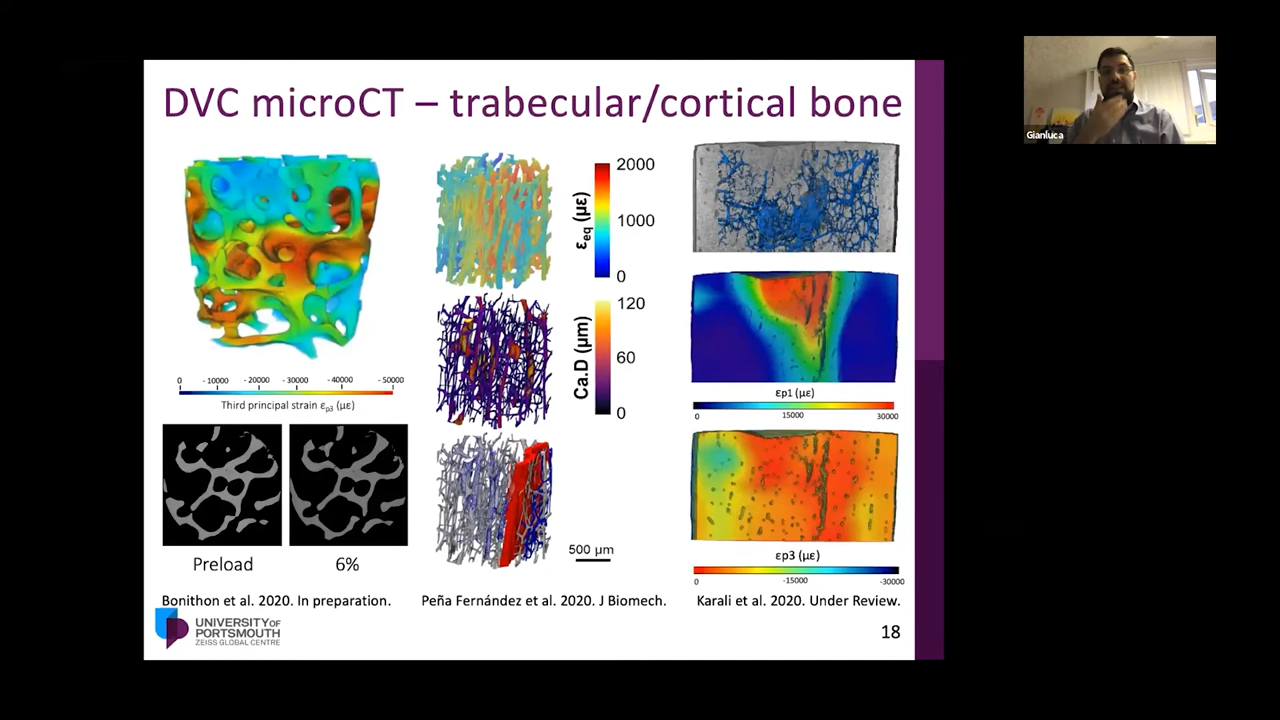 DVC microCT – trabecular/cortical bone
Gianluca
0 -10000 -20000 -30000 -40000 -50000
Third principal strain εp3 (με)
Preload
6%
Bonithon et al. 2020. In preparation.
2000
1000
0
εeq (με)
120
60
0
Ca.D (μm)
500 μm
Peña Fernández et al. 2020. J Biomech.
εp1 (με)
0 15000 30000
εp3 (με)
0 -15000 -30000
Karali et al. 2020. Under Review.
UNIVERSITY OF
PORTSMOUTH
ZEISS GLOBAL CENTRE
18